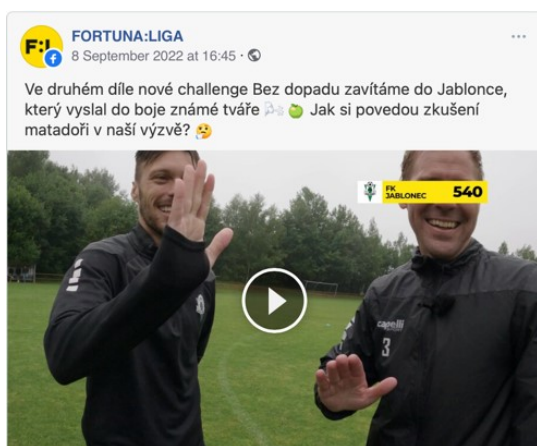 F:L
FORTUNA:LIGA
8 September 2022 at 16:45 ·
Ve druhém díle nové challenge Bez dopadu zavítáme do Jablonce,
který vyslal do boje známé tváře 🌬️ 🍏 Jak si povedou zkušení
matadoři v naší výzvě? 🤔
FK
JABLONEC 540
capelli
3